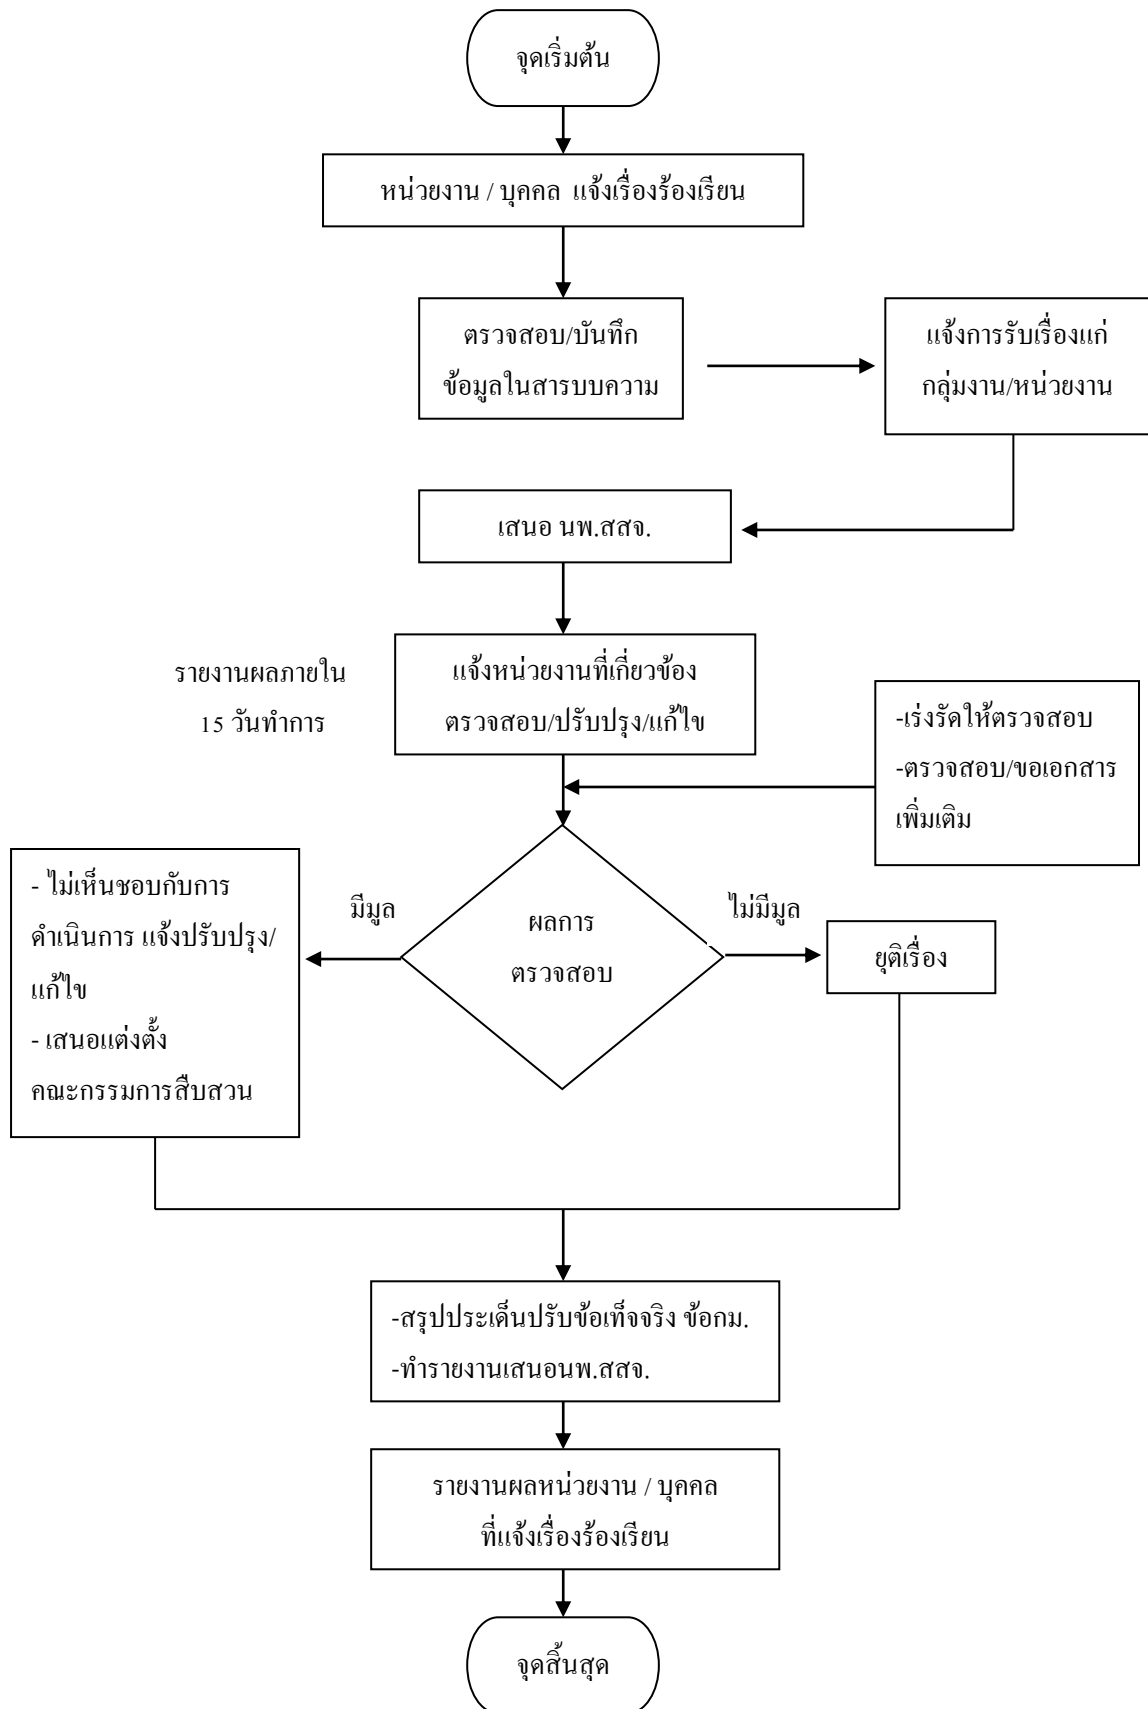 จุดเริ่มต้น
หน่วยงาน / บุคคล แจ้งเรื่องร้องเรียน
ตรวจสอบ/บันทึก
ข้อมูลในสารบบความ
แจ้งการรับเรื่องแก่
กลุ่มงาน/หน่วยงาน
เสนอ นพ.สสจ.
รายงานผลภายใน
15 วันทำการ
แจ้งหน่วยงานที่เกี่ยวข้อง
ตรวจสอบ/ปรับปรุง/แก้ไข
-เร่งรัดให้ตรวจสอบ
-ตรวจสอบ/ขอเอกสาร
เพิ่มเติม
- ไม่เห็นชอบกับการ
ดำเนินการ แจ้งปรับปรุง/
แก้ไข
- เสนอแต่งตั้ง
คณะกรรมการสืบสวน
มีมูล
ผลการ
ตรวจสอบ
ไม่มีมูล
ยุติเรื่อง
-สรุปประเด็นปรับข้อเท็จจริง ข้อกม.
-ทำรายงานเสนอนพ.สสจ.
รายงานผลหน่วยงาน / บุคคล
ที่แจ้งเรื่องร้องเรียน
จุดสิ้นสุด